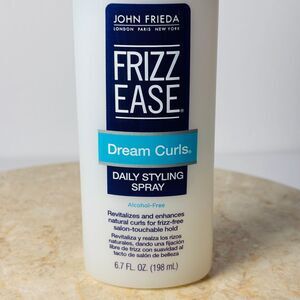 JOHN FRIEDA
LONDON PARIS NEW YORK
FRIZZ
EASE®
Dream Curls®
DAILY STYLING
SPRAY
Alcohol-Free
Revitalizes and enhances
natural curls for frizz-free
salon-touchable hold
Revitaliza y realza los rizos
naturales, dando una fijación
libre de frizz con suavidad al
tacto de salón de belleza
6.7 FL. OZ. (198 mL)